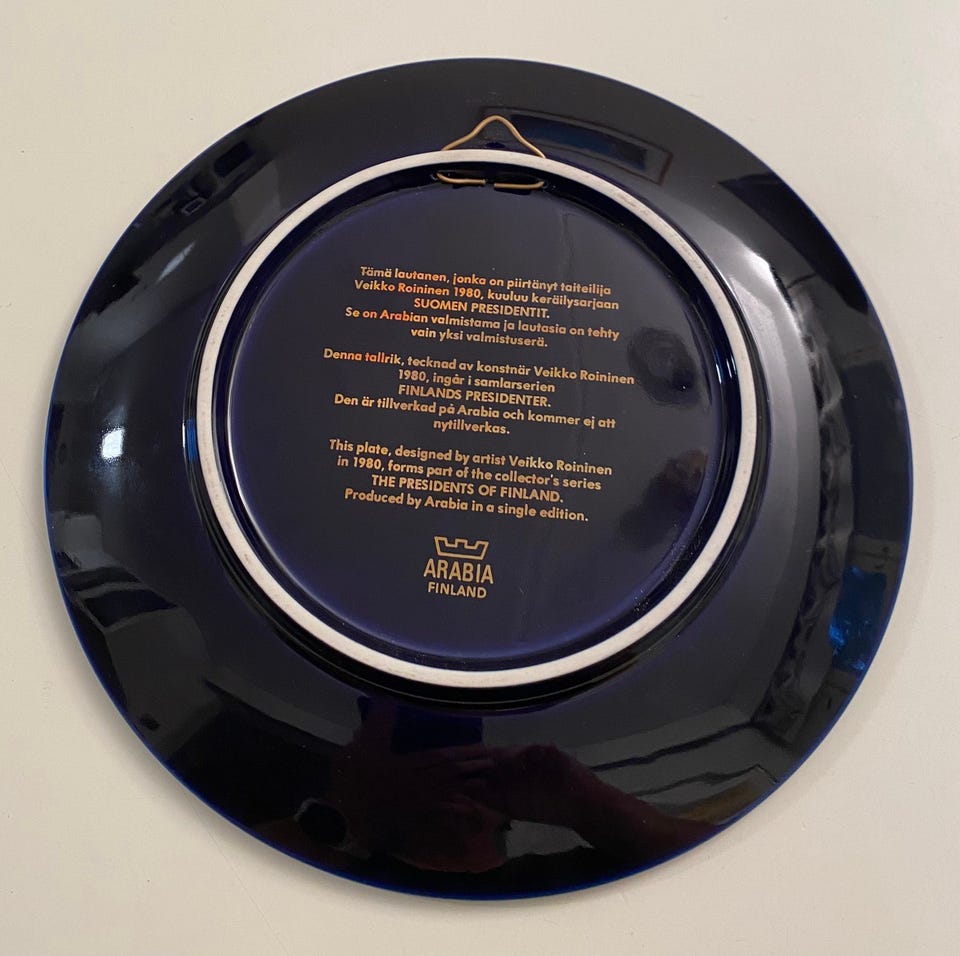 Tämä lautanen, jonka on piirtänyt taiteilija
Veikko Roininen 1980, kuuluu keräilysarjaan
SUOMEN PRESIDENTIT.
Se on Arabian valmistama ja lautasia on tehty
vain yksi valmistuserä.
Denna tallrik, tecknad av konstnär Veikko Roininen
1980, ingår i samlarserien
FINLANDS PRESIDENTER.
Den är tillverkad på Arabia och kommer ej att
nytillverkas.
This plate, designed by artist Veikko Roininen
in 1980, forms part of the collector's series
THE PRESIDENTS OF FINLAND.
Produced by Arabia in a single edition.
ARABIA
FINLAND